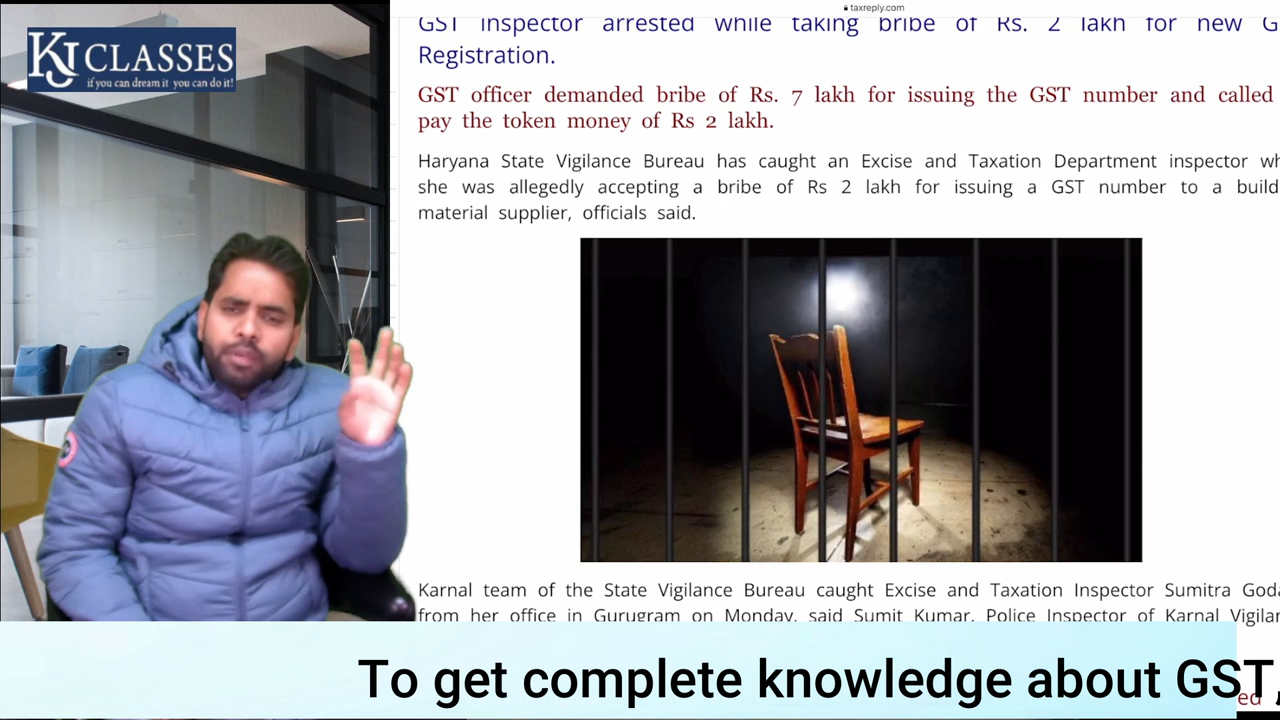 KJ CLASSES
if you can dream it you can do it!
taxreply.com
GST Inspector arrested while taking bribe of Rs. 2 lakh for new G
Registration.
GST officer demanded bribe of Rs. 7 lakh for issuing the GST number and called
pay the token money of Rs 2 lakh.
Haryana State Vigilance Bureau has caught an Excise and Taxation Department inspector wh
she was allegedly accepting a bribe of Rs 2 lakh for issuing a GST number to a build
material supplier, officials said.
Karnal team of the State Vigilance Bureau caught Excise and Taxation Inspector Sumitra Goda
from her office in Gurugram on Monday, said Sumit Kumar, Police Inspector of Karnal Vigilan
To get complete knowledge about GST,
ed